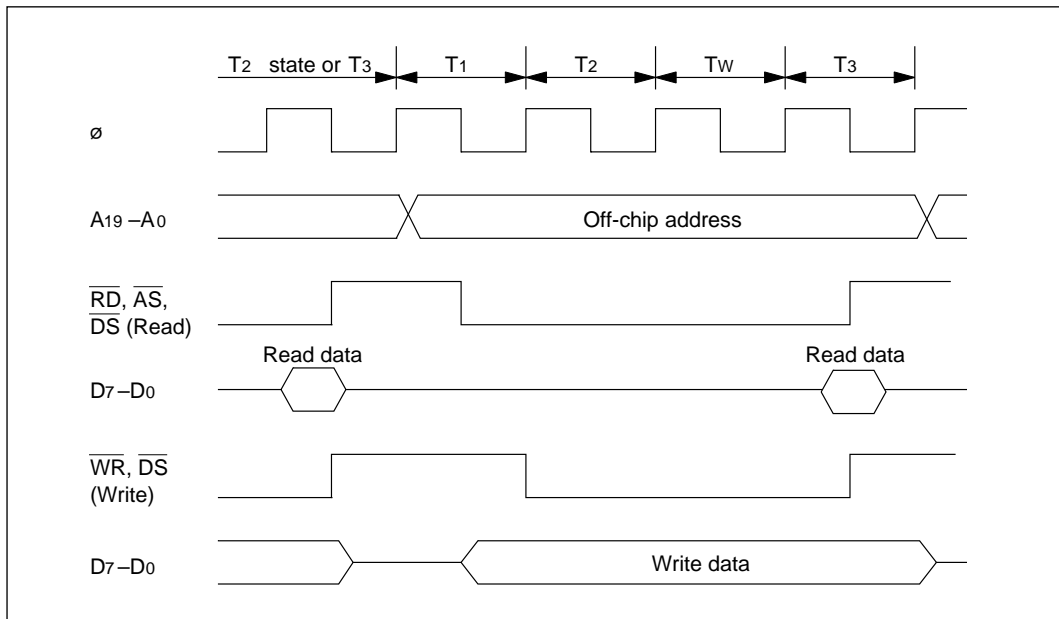 T2 state or T3 T1 T2 TW T3
ø
A19 –A0 Off-chip address
RD, AS,
DS (Read)
Read data Read data
D7 –D0
WR, DS
(Write)
D7 –D0 Write data